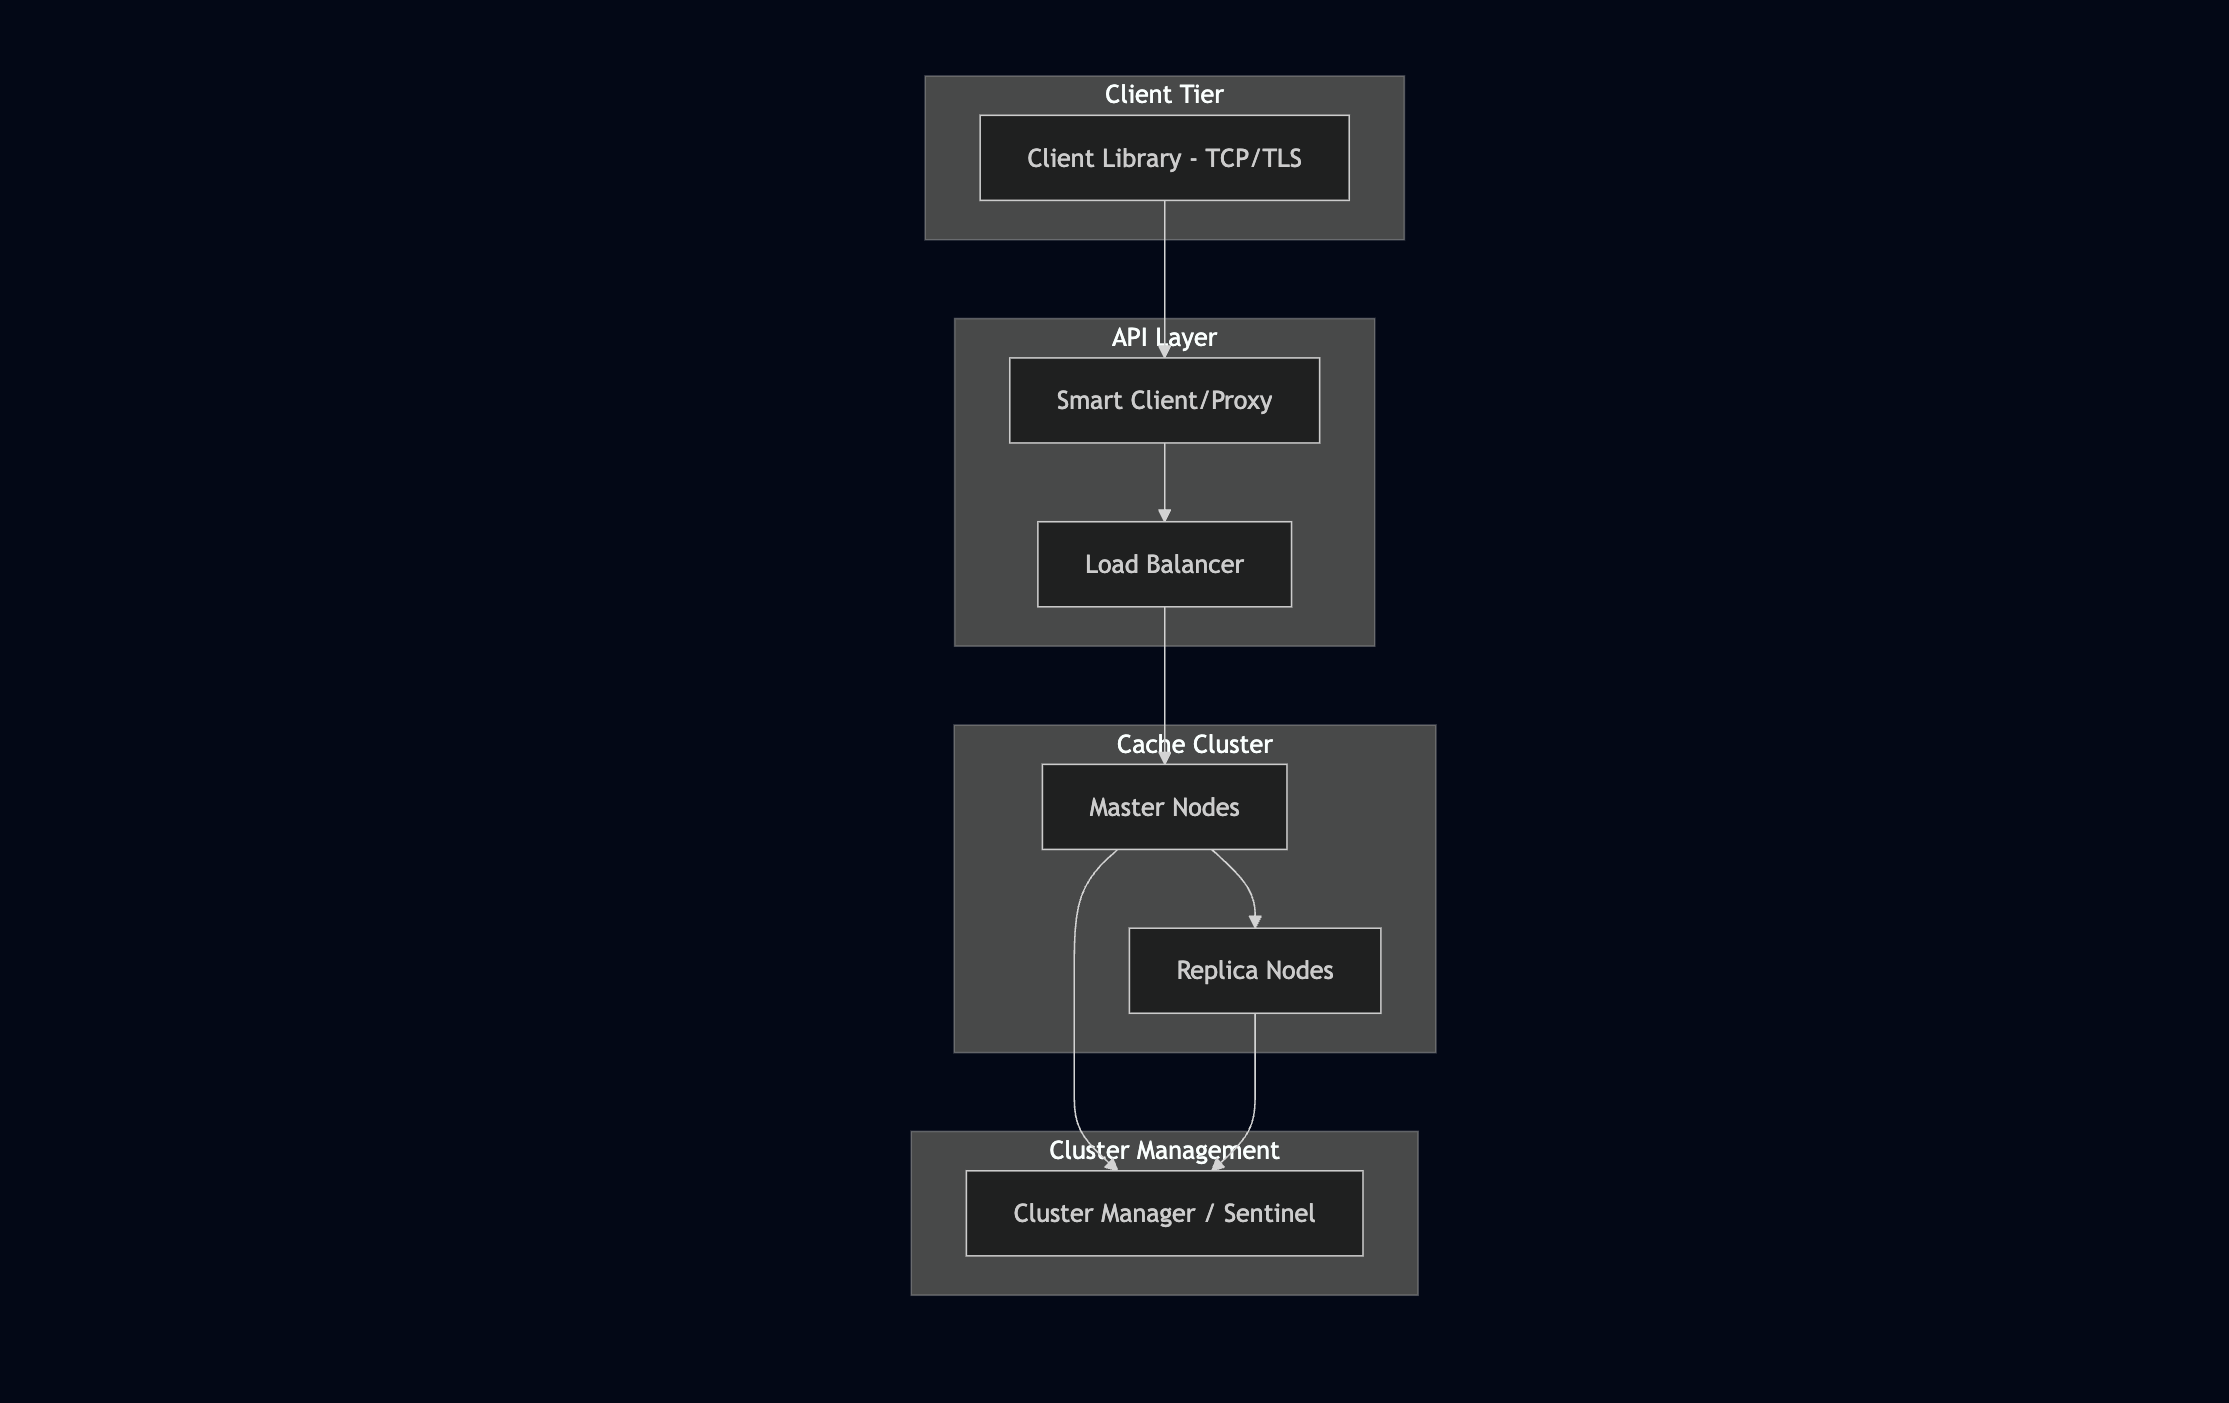 Client Tier
Client Library - TCP/TLS
API Layer
Smart Client/Proxy
Load Balancer
Cache Cluster
Master Nodes
Replica Nodes
Cluster Management
Cluster Manager / Sentinel